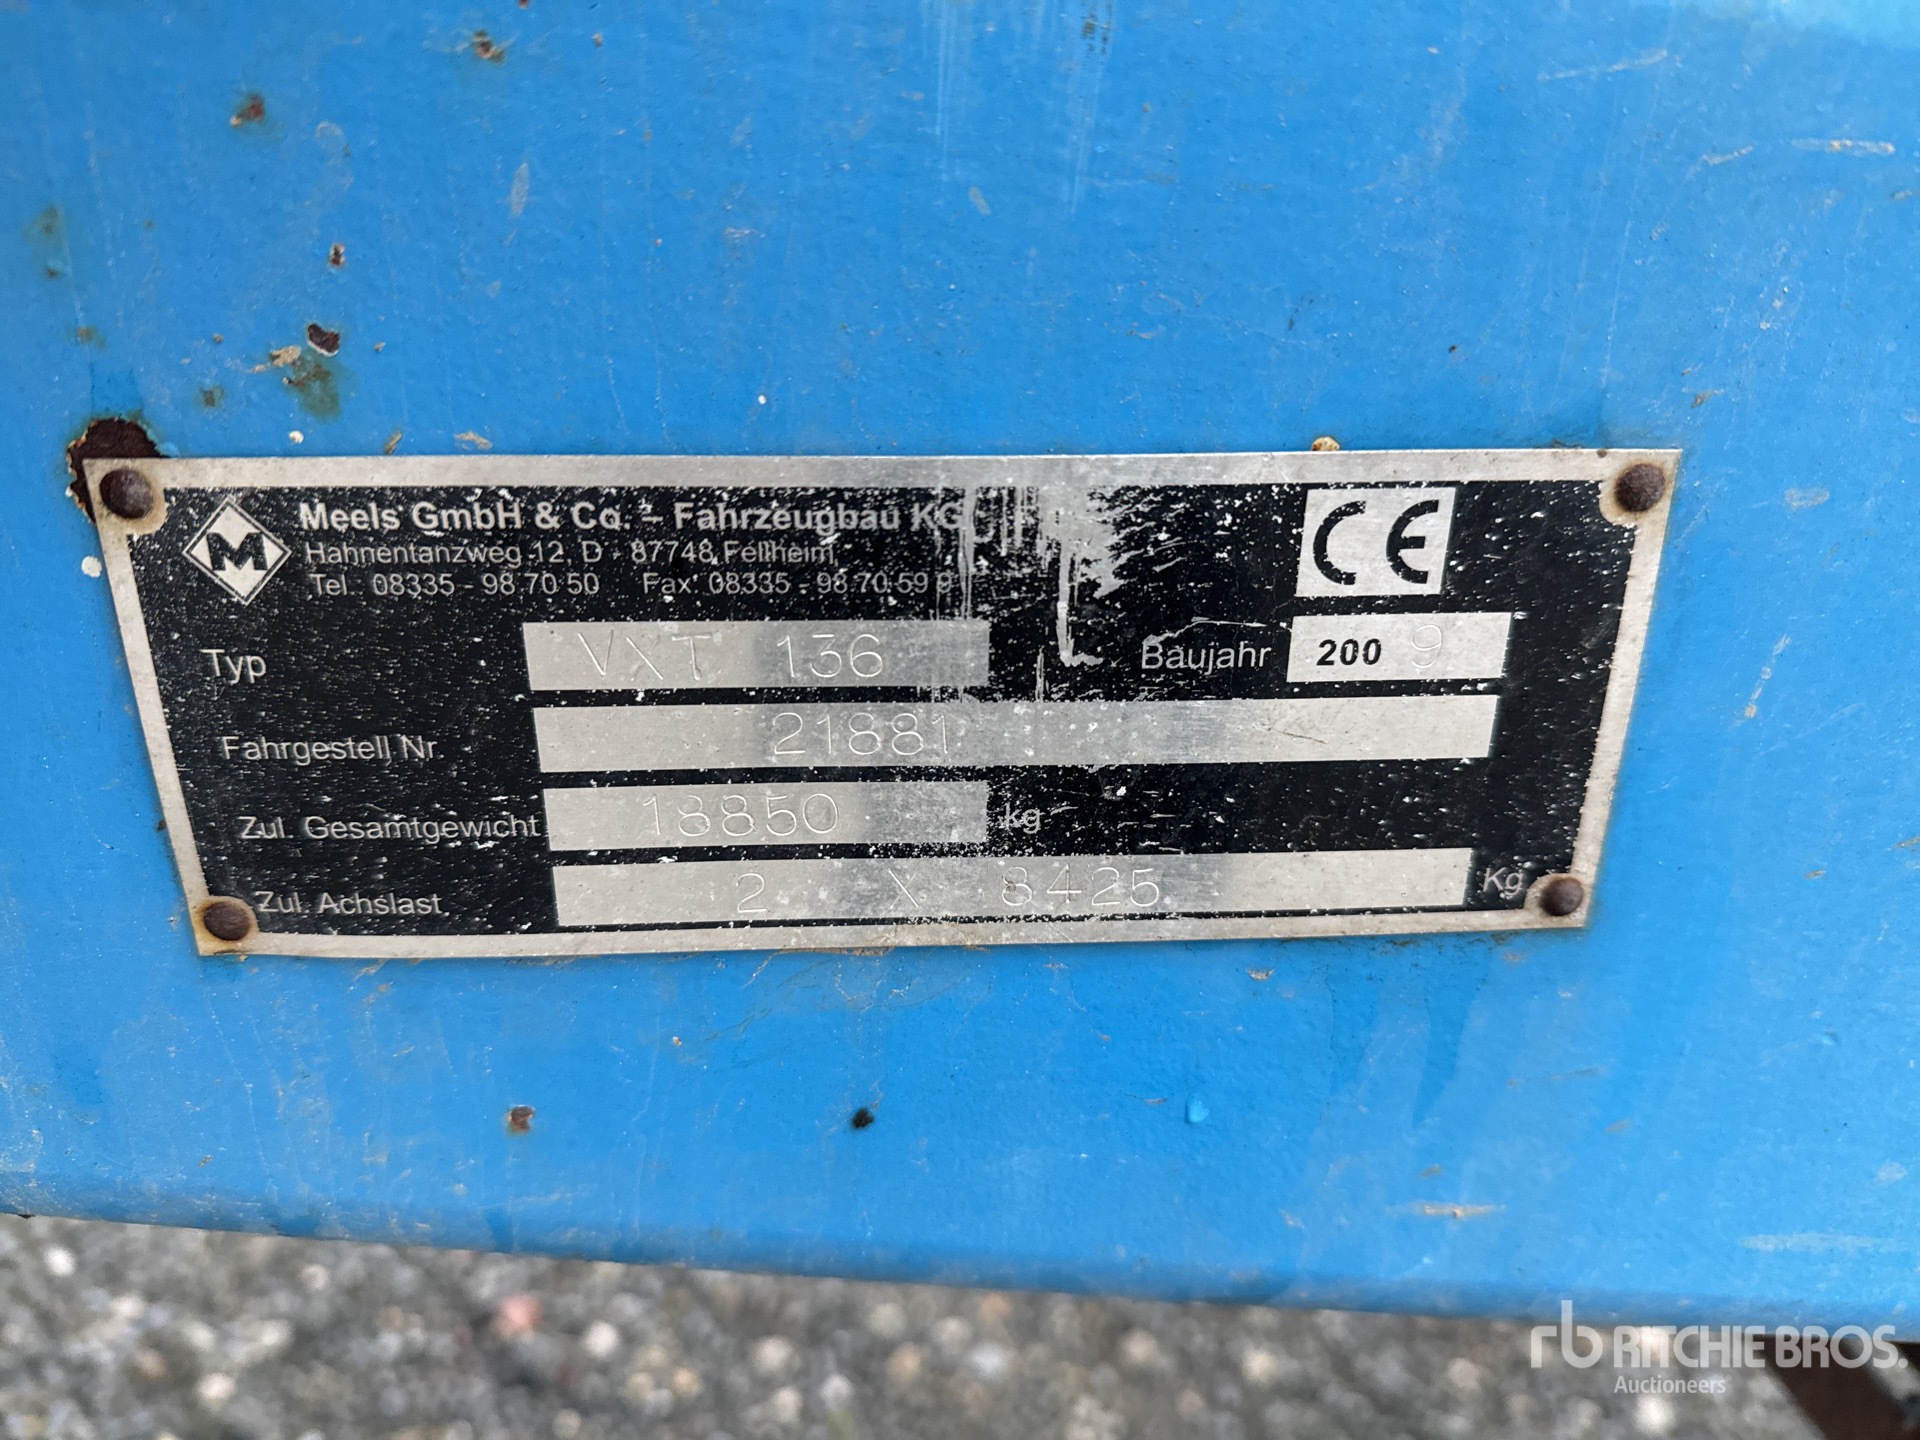 M
Meels GmbH & Co. – Fahrzeugbau KG
Hahnentanzweg 12, D - 87748 Fellheim
Tel. 08335 - 98 70 50 Fax: 08335 - 98 70 59 9
CE
Typ VXT 136 Baujahr 200 9
Fahrgestell Nr. 21881
Zul. Gesamtgewicht 18850 kg
Zul. Achslast 2 X 8425 Kg
rb RITCHIE BROS.
Auctioneers